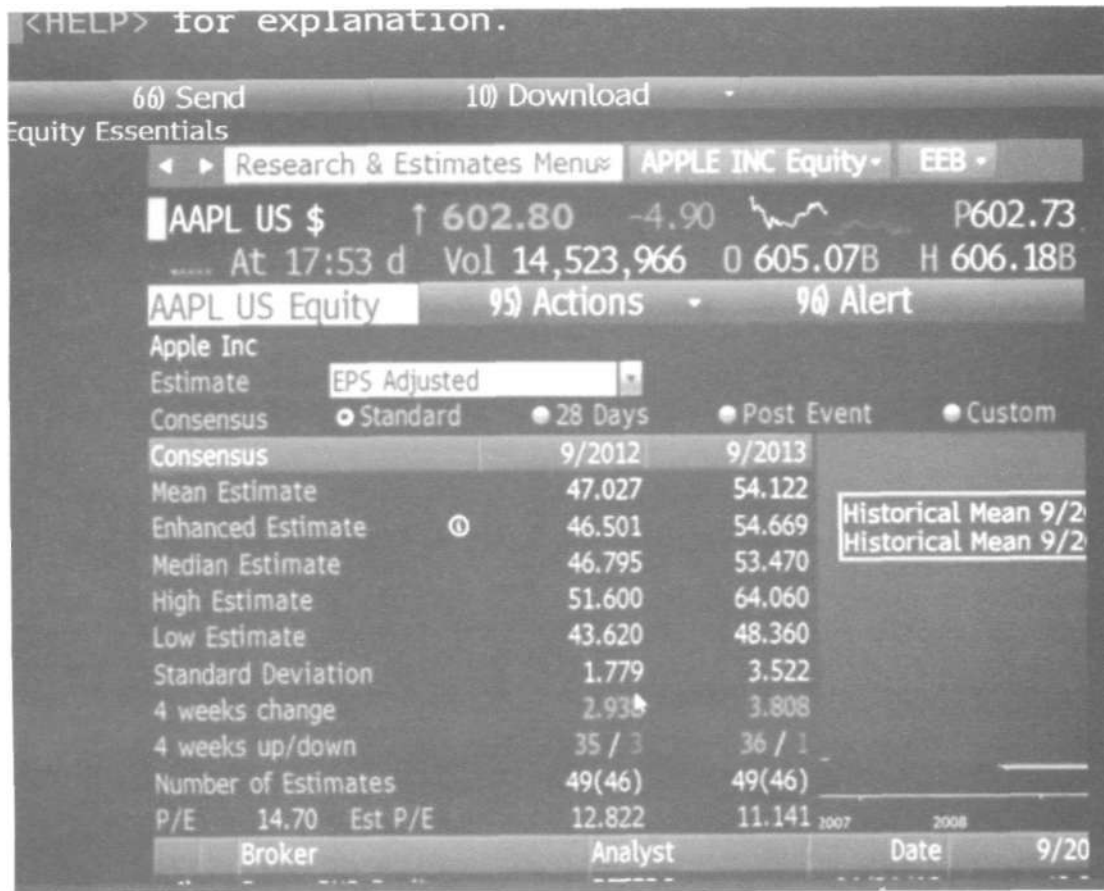 <HELP> for explanation.
66) Send 10) Download
Equity Essentials
Research & Estimates Menu APPLE INC Equity EEB
AAPL US $ ↑ 602.80 -4.90 P602.73
At 17:53 d Vol 14,523,966 O 605.07B H 606.18B
AAPL US Equity 95) Actions 96) Alert
Apple Inc
Estimate EPS Adjusted
Consensus Standard 28 Days Post Event Custom
Consensus 9/2012 9/2013
Mean Estimate 47.027 54.122
Enhanced Estimate 46.501 54.669
Median Estimate 46.795 53.470
High Estimate 51.600 64.060
Low Estimate 43.620 48.360
Standard Deviation 1.779 3.522
4 weeks change 2.938 3.808
4 weeks up/down 35 / 3 36 / 1
Number of Estimates 49(46) 49(46)
P/E 14.70 Est P/E 12.822 11.141
Historical Mean 9/2
Historical Mean 9/2
2007 2008
Broker Analyst Date 9/20